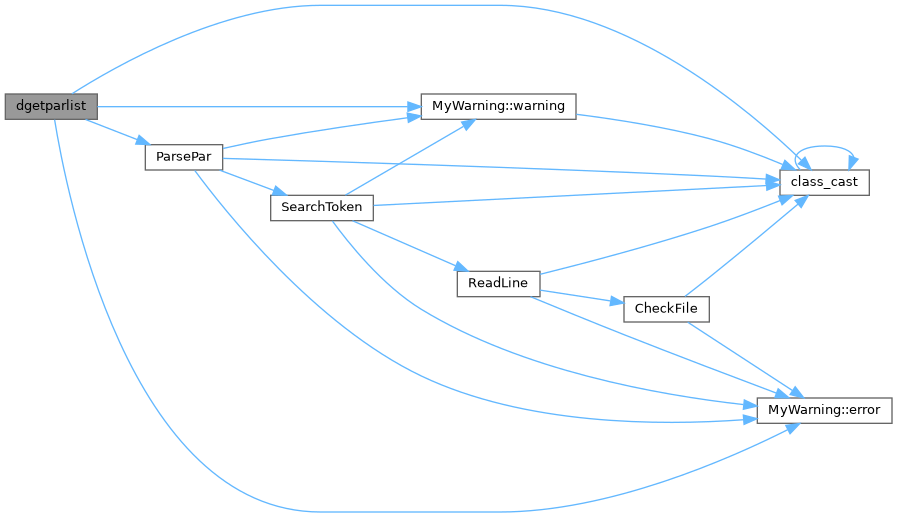 dgetparlist
MyWarning::warning
ParsePar
class_cast
SearchToken
ReadLine
CheckFile
MyWarning::error